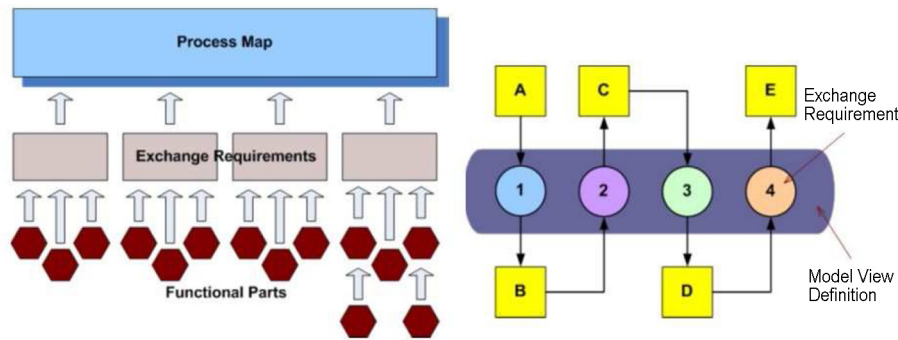 Process Map
Exchange Requirements
Functional Parts
A
C
E
Exchange
Requirement
1
2
3
4
B
D
Model View
Definition